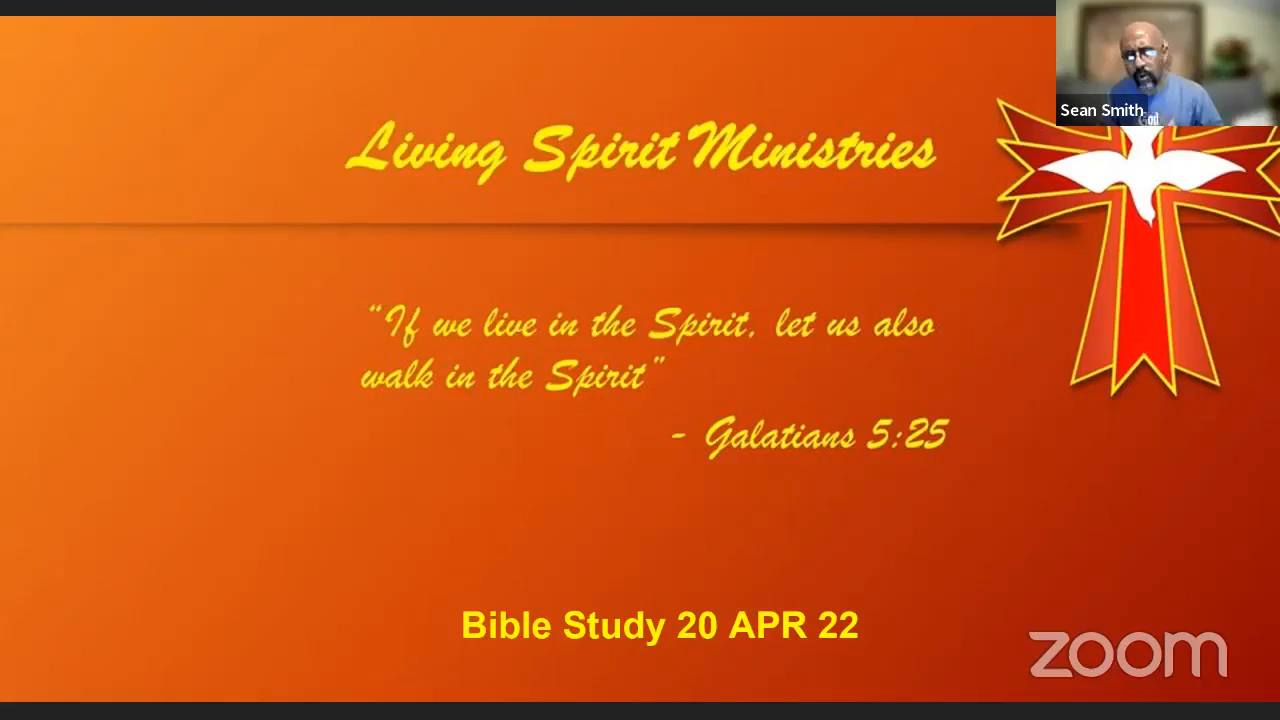 Sean Smith
God
Living Spirit Ministries
“If we live in the Spirit, let us also
walk in the Spirit”
- Galatians 5:25
Bible Study 20 APR 22
zoom